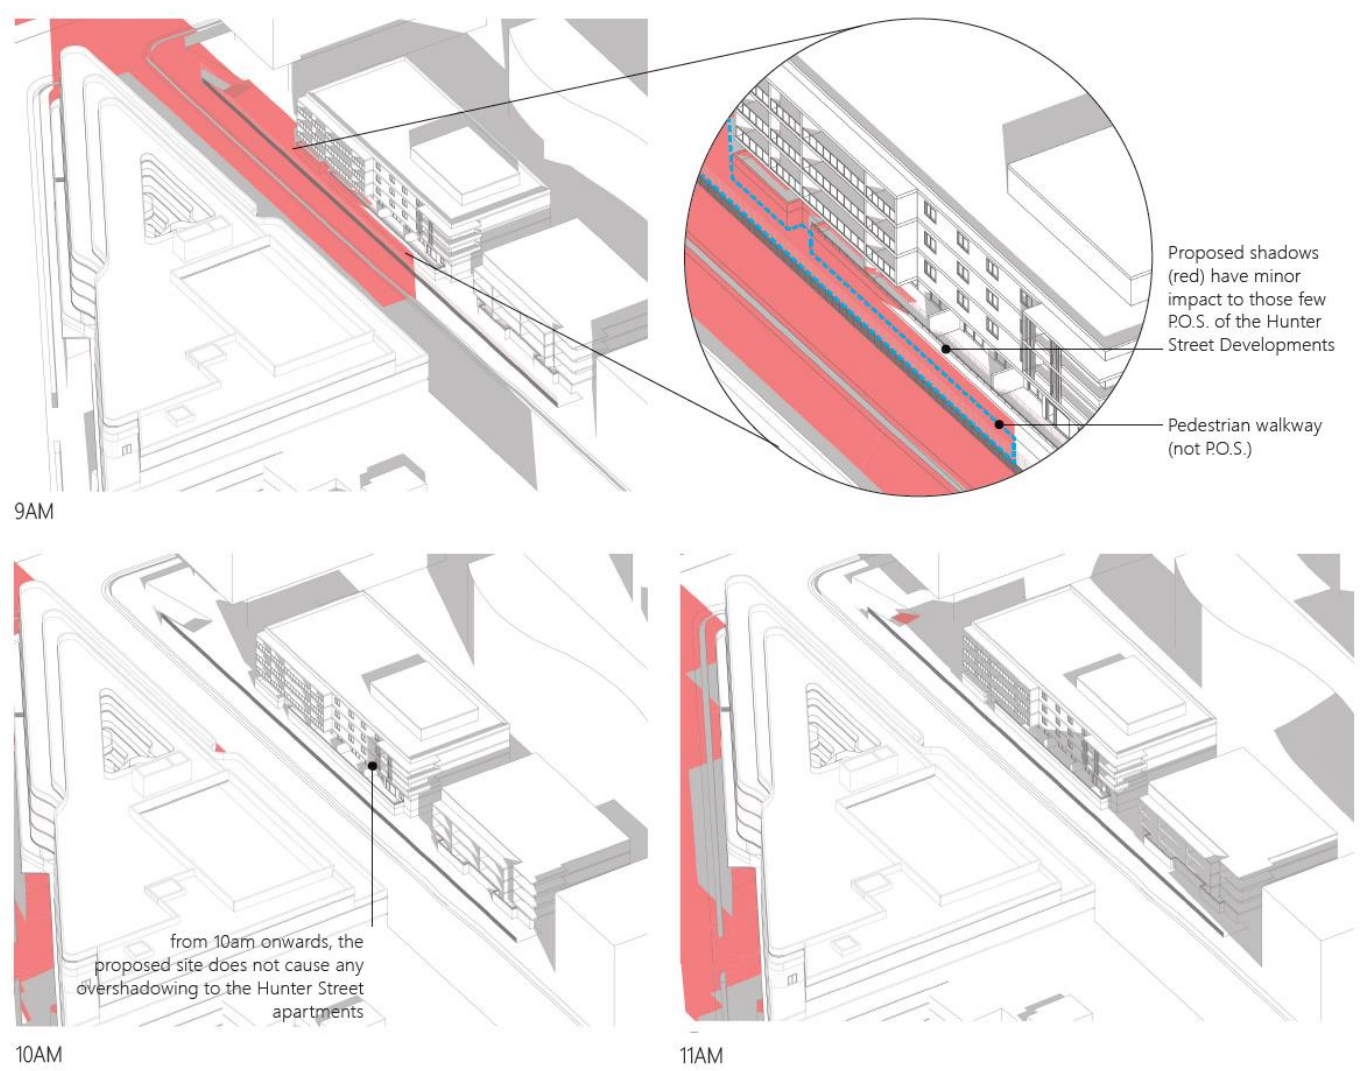 Proposed shadows
(red) have minor
impact to those few
P.O.S. of the Hunter
Street Developments
Pedestrian walkway
(not P.O.S.)
9AM
from 10am onwards, the
proposed site does not cause any
overshadowing to the Hunter Street
apartments
10AM
11AM